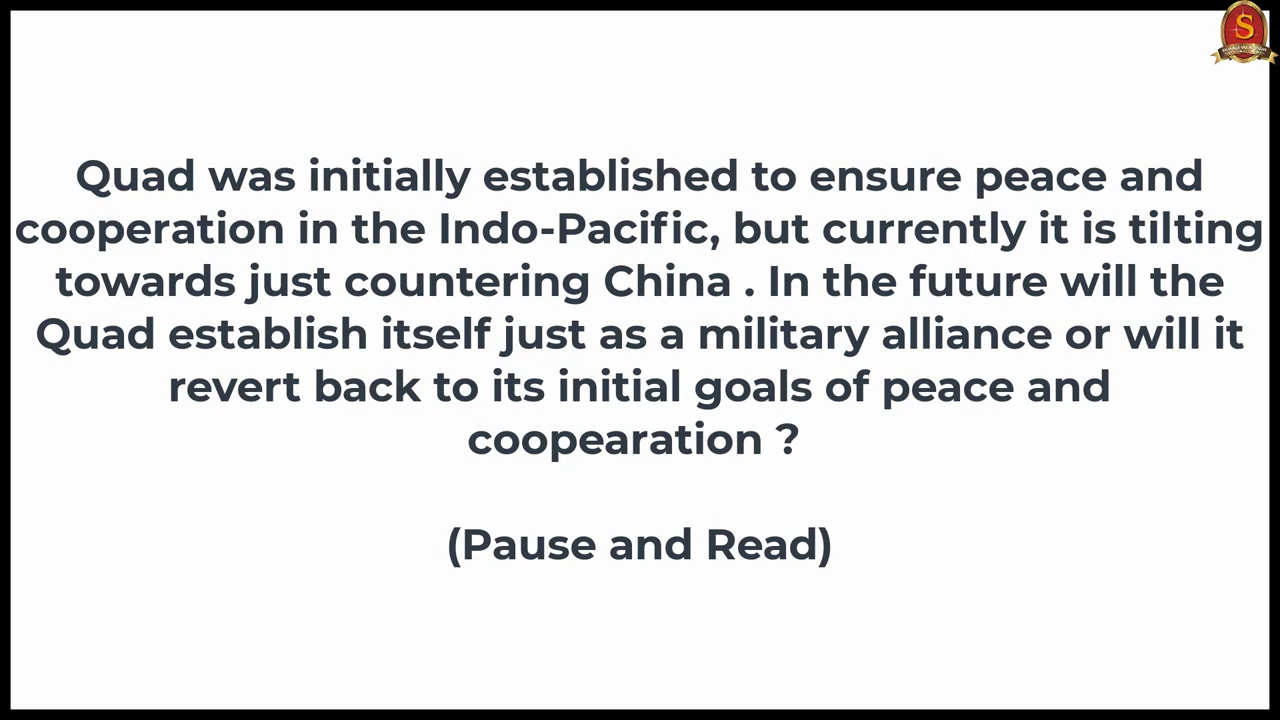 S
Quad was initially established to ensure peace and
cooperation in the Indo-Pacific, but currently it is tilting
towards just countering China . In the future will the
Quad establish itself just as a military alliance or will it
revert back to its initial goals of peace and
coopearation ?
(Pause and Read)